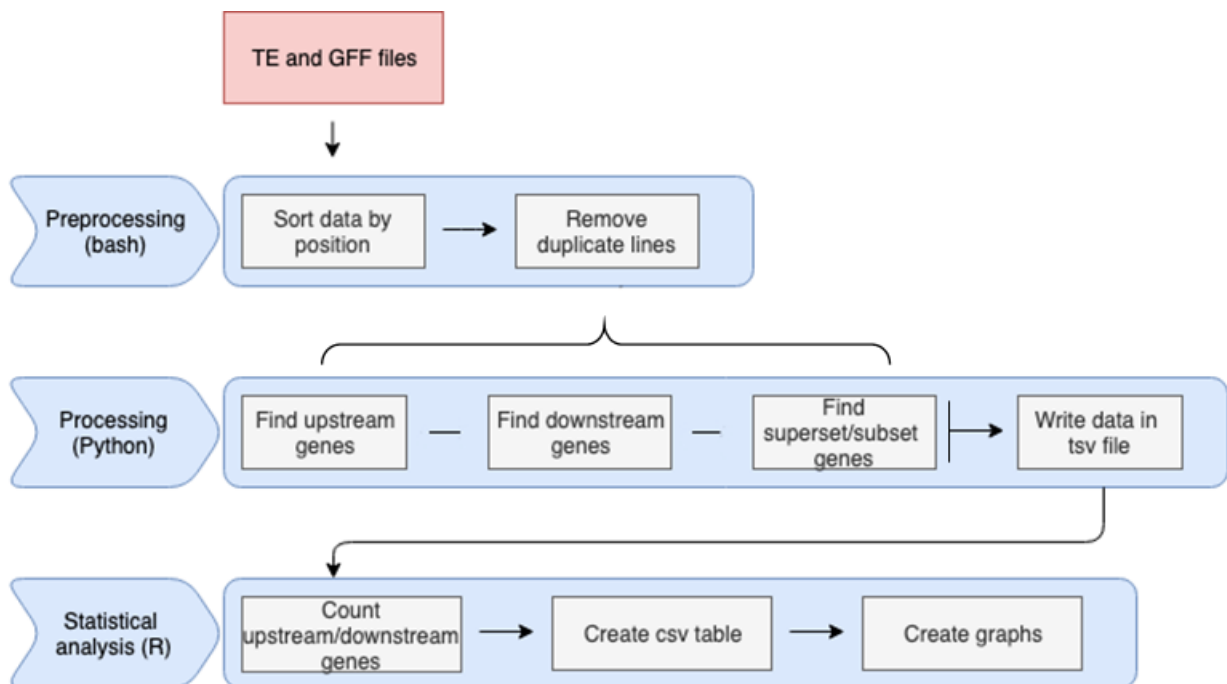 TE and GFF files
Preprocessing
(bash)
Sort data by
position
Remove
duplicate lines
Processing
(Python)
Find upstream
genes
Find downstream
genes
Find
superset/subset
genes
Write data in
tsv file
Statistical
analysis (R)
Count
upstream/downstream
genes
Create csv table
Create graphs